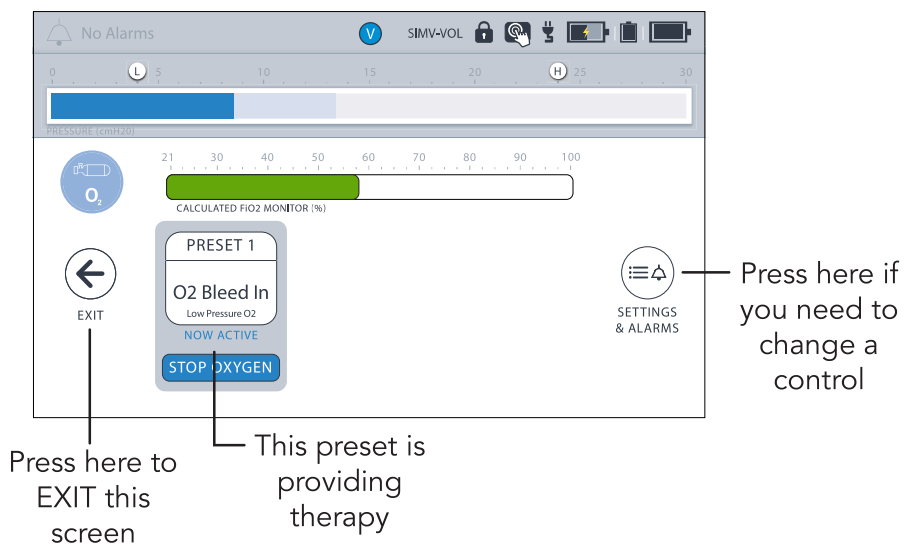 No Alarms
V
SIMV-VOL
0 5 10 15 20 25 30
L
H
PRESSURE (cmH20)
21 30 40 50 60 70 80 90 100
O2
CALCULATED FiO2 MONITOR (%)
PRESET 1
O2 Bleed In
Low Pressure O2
NOW ACTIVE
STOP OXYGEN
EXIT
SETTINGS
& ALARMS
Press here if
you need to
change a
control
Press here to
EXIT this
screen
This preset is
providing
therapy